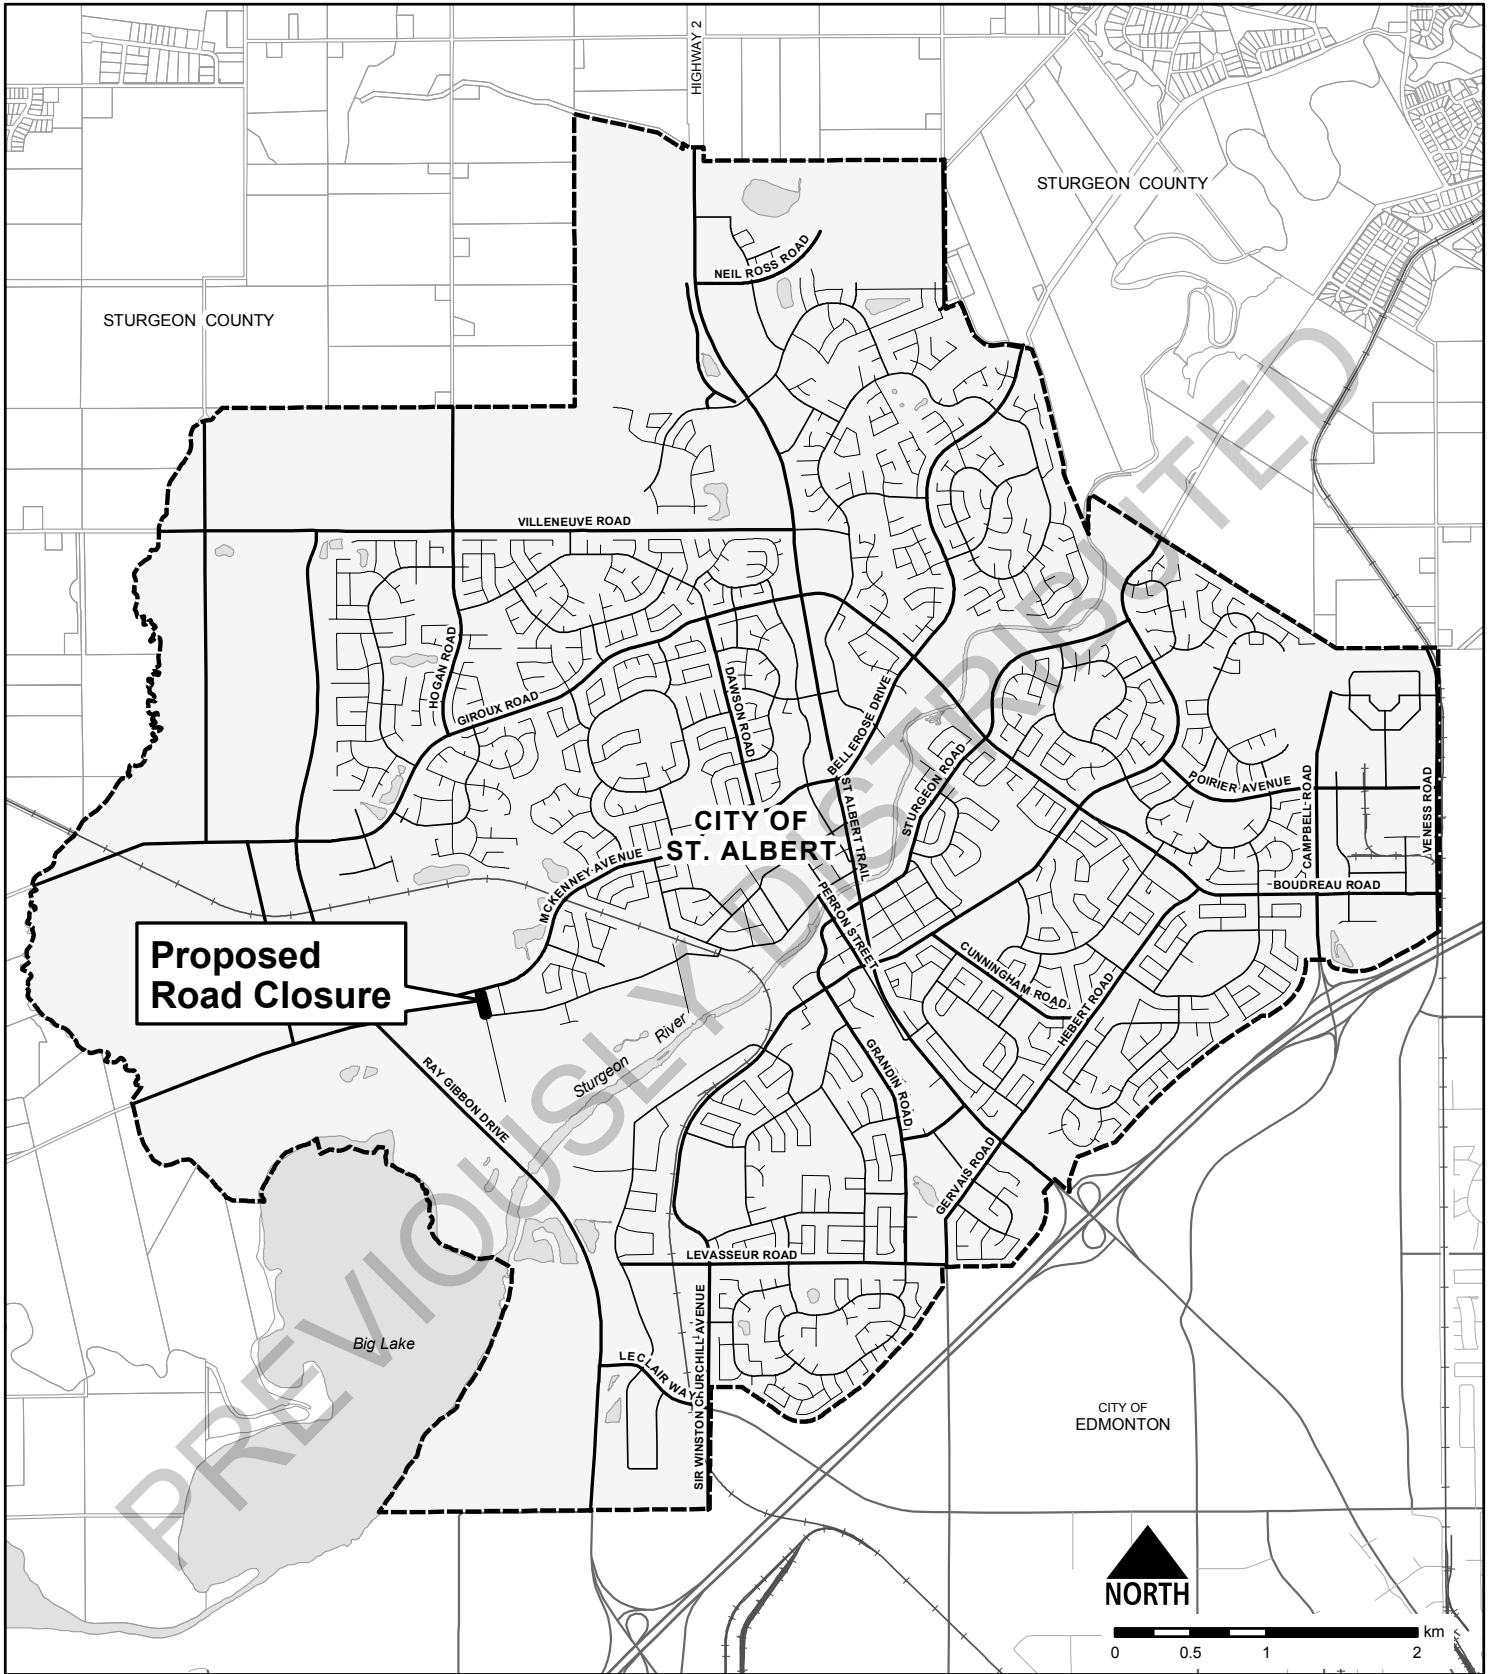 HIGHWAY 2
STURGEON COUNTY
NEIL ROSS ROAD
STURGEON COUNTY
VILLENEUVE ROAD
HOGAN ROAD
GIROUX ROAD
DAWSON ROAD
BELLEROSE DRIVE
STURGEON ROAD
POIRIER AVENUE
CAMPBELL ROAD
VENESS ROAD
ST ALBERT TRAIL
CITY OF
ST. ALBERT
MCKENNEY AVENUE
BOUDREAU ROAD
PERRON STREET
Proposed
Road Closure
CUNNINGHAM ROAD
HEBERT ROAD
Sturgeon River
RAY GIBBON DRIVE
GRANDIN ROAD
GERVAIS ROAD
LEVASSEUR ROAD
SIR WINSTON CHURCHILL AVENUE
LECLAIR WAY
Big Lake
CITY OF
EDMONTON
PREVIOUSLY DISTRIBUTED
NORTH
km
0 0.5 1 2